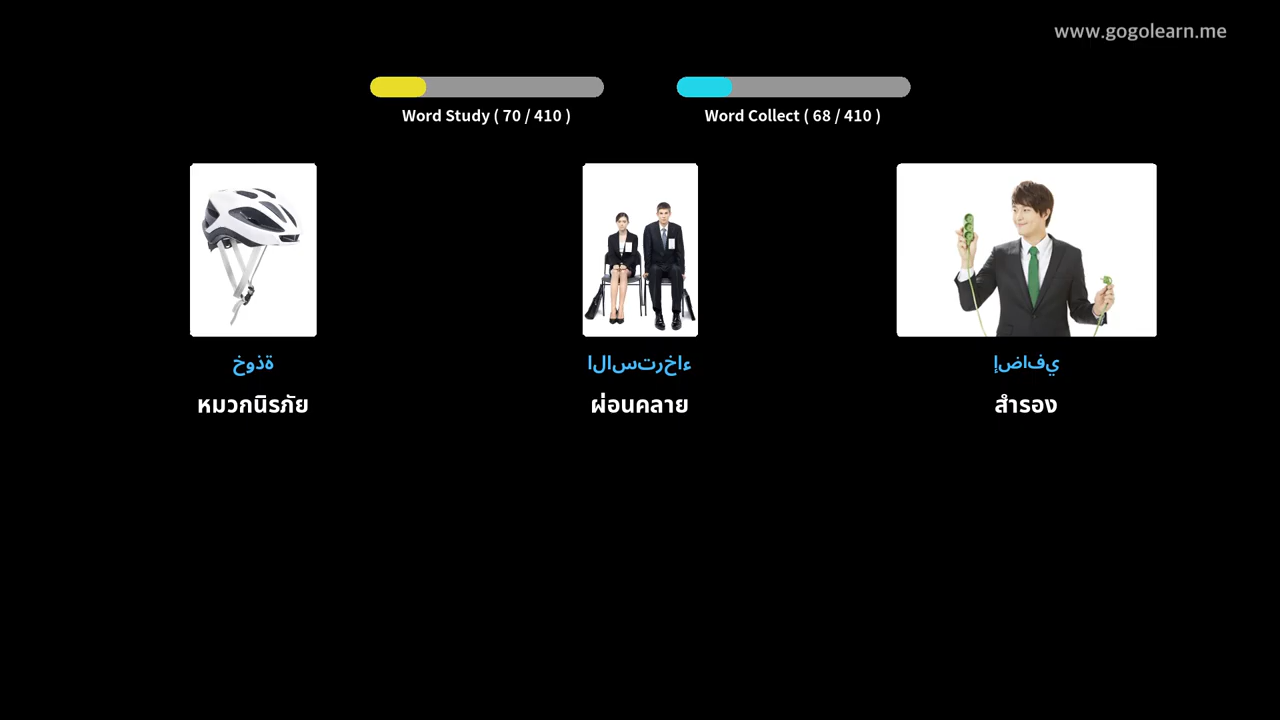 www.gogolearn.me
Word Study ( 70 / 410 )
Word Collect ( 68 / 410 )
خوذة
الاسترخاء
إضافي
หมวกนิรภัย
ผ่อนคลาย
สำรอง